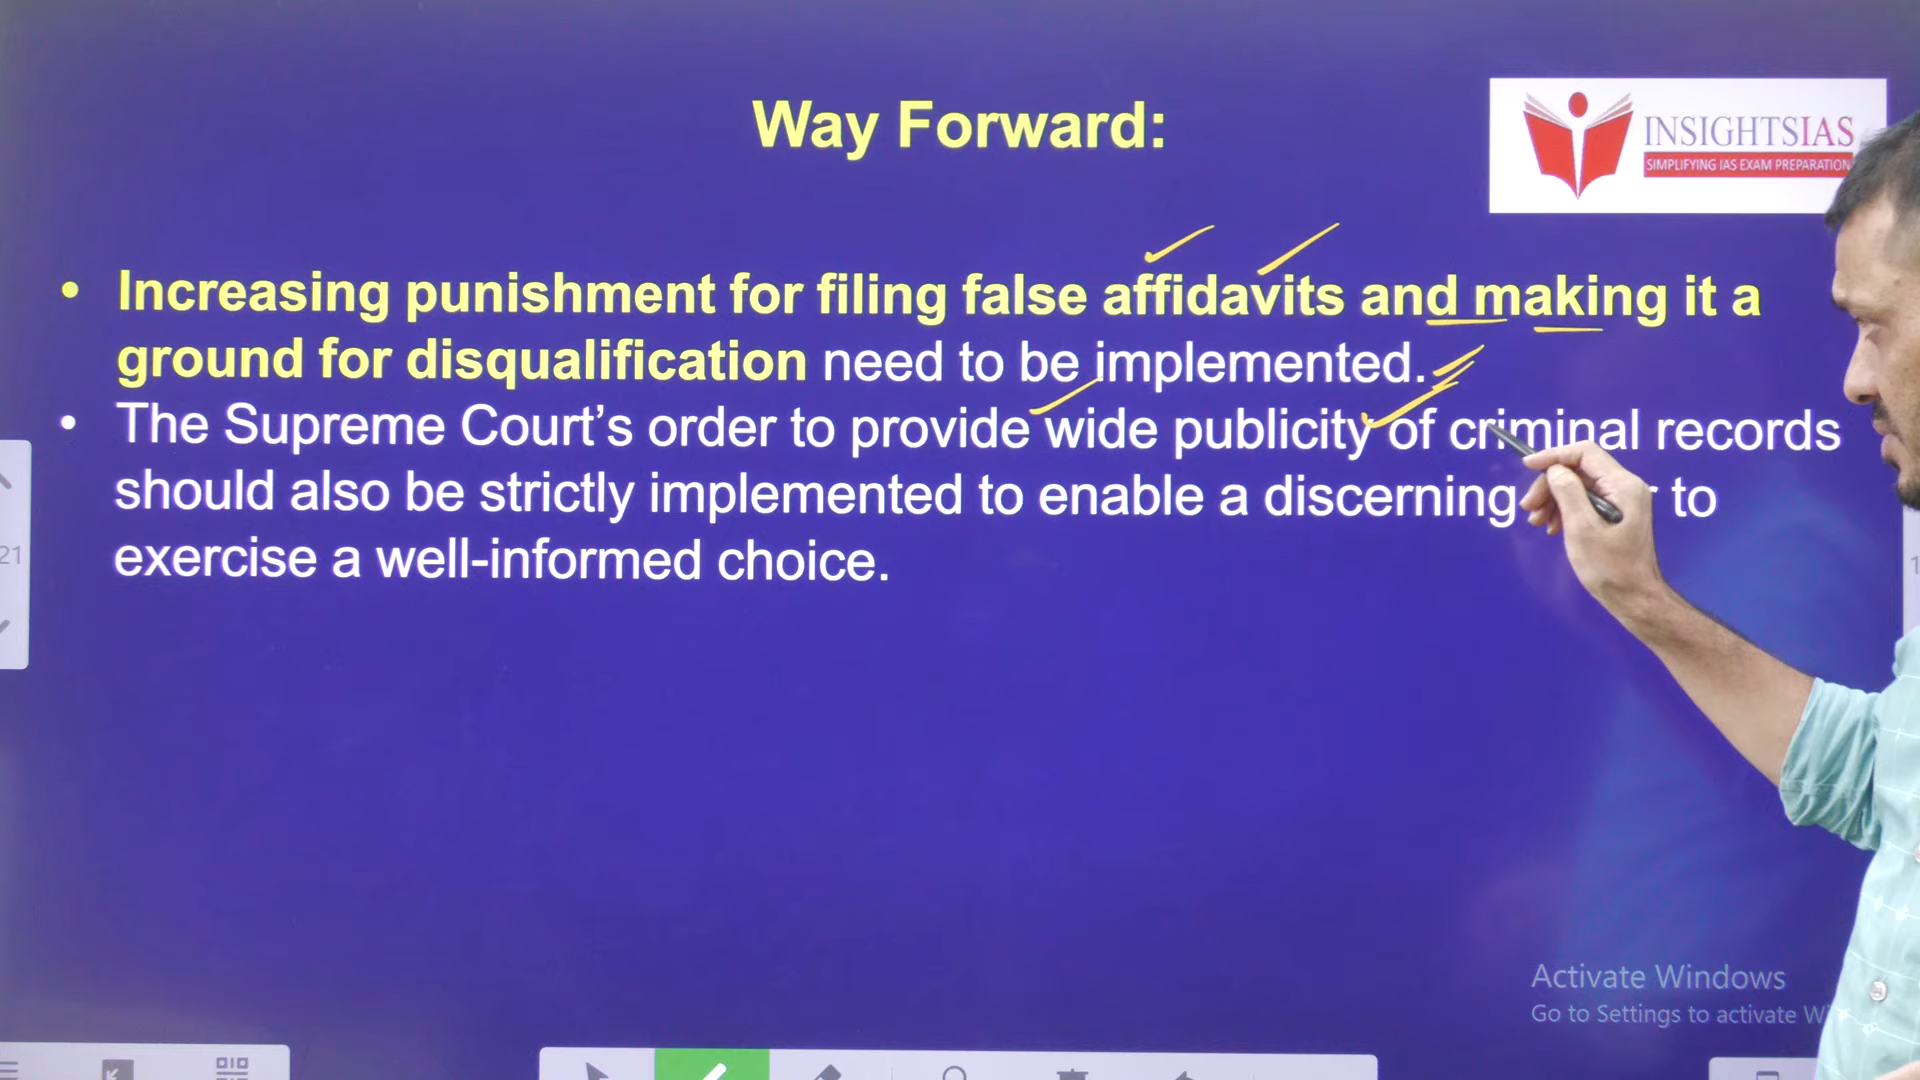 Way Forward:
INSIGHTSIAS
SIMPLIFYING IAS EXAM PREPARATION
• Increasing punishment for filing false affidavits and making it a
ground for disqualification need to be implemented.
• The Supreme Court’s order to provide wide publicity of criminal records
should also be strictly implemented to enable a discerning to
exercise a well-informed choice.
21
1
Activate Windows
Go to Settings to activate W